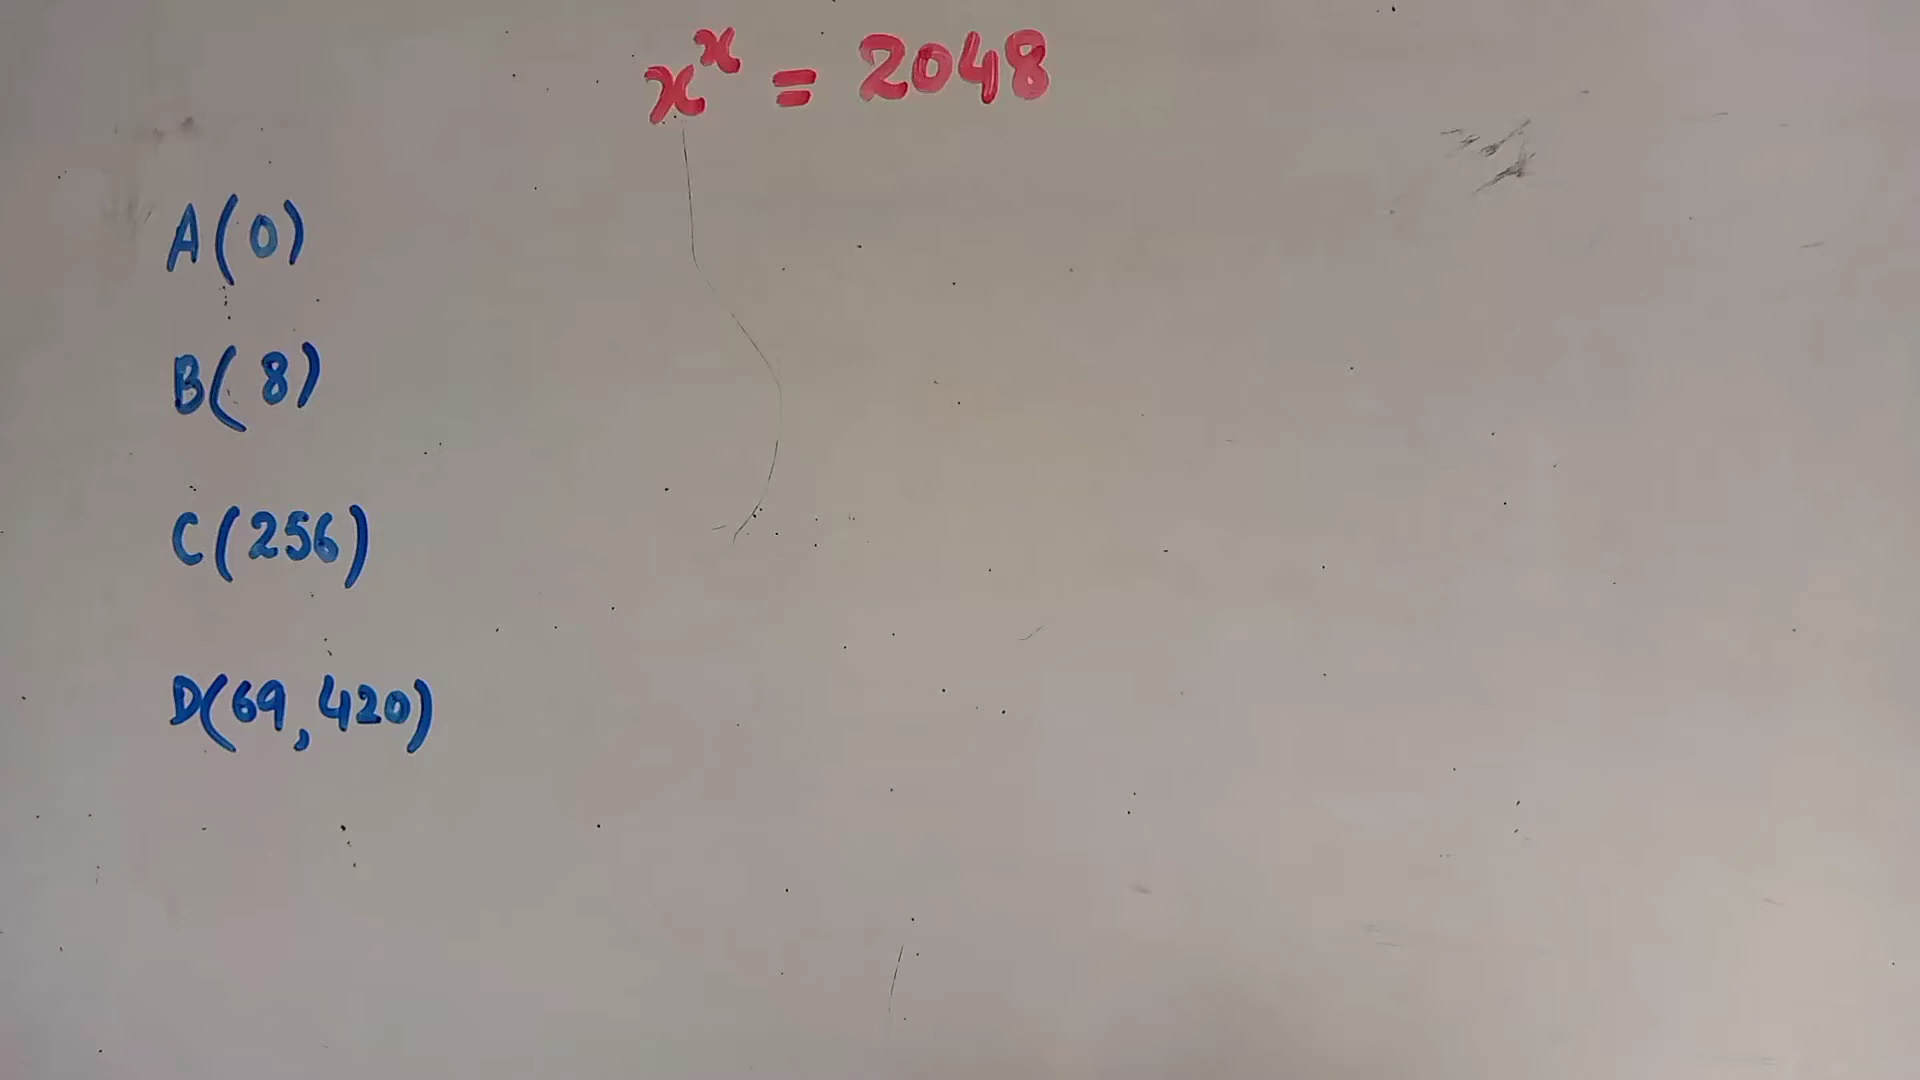 x^x = 2048
A(0)
B(8)
C(256)
D(69,420)